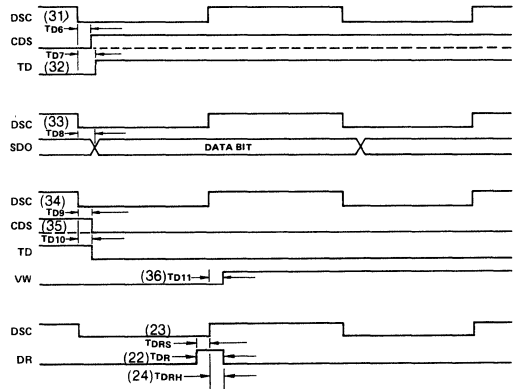 DSC (31)
TD6
CDS
TD7
TD (32)
DSC (33)
TD8
SDO DATA BIT
DSC (34)
TD9
CDS (35)
TD10
TD
VW (36) TD11
DSC (23)
TDRS
DR (22) TDR
(24) TDRH